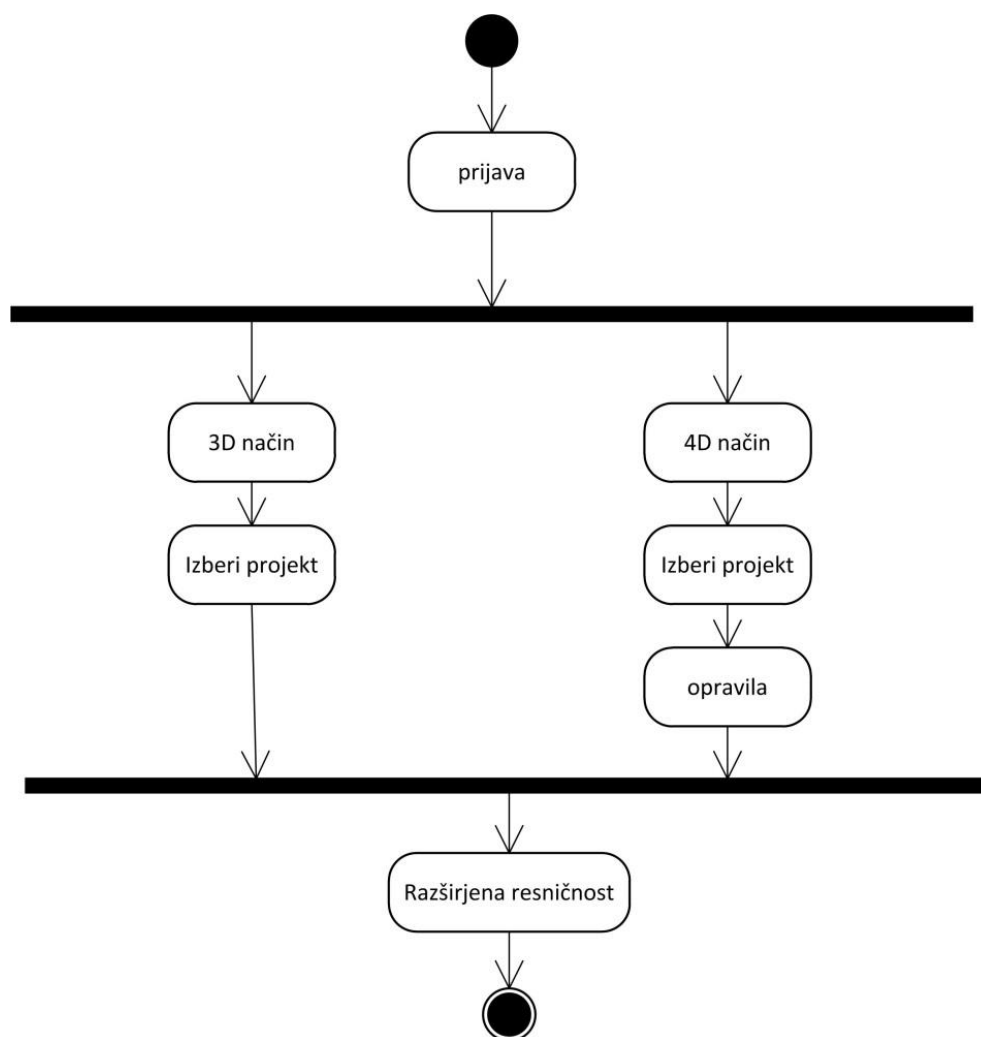 prijava
3D način
4D način
Izberi projekt
Izberi projekt
opravila
Razširjena resničnost